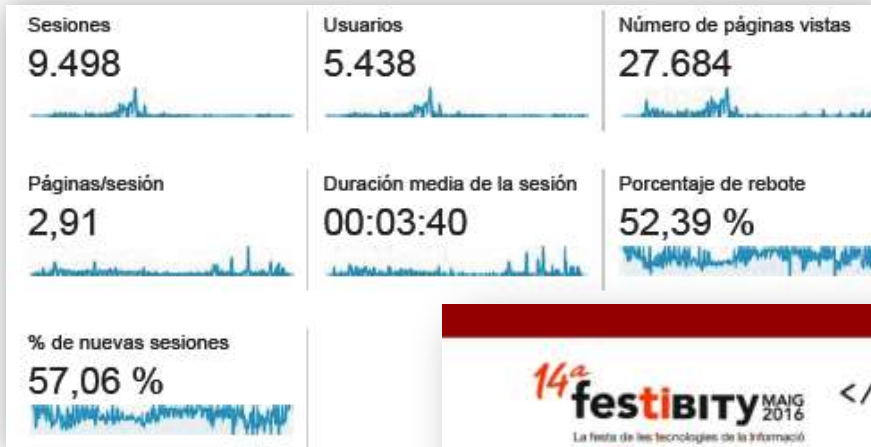 Sesiones
9.498
Usuarios
5.438
Número de páginas vistas
27.684
Páginas/sesión
2,91
Duración media de la sesión
00:03:40
Porcentaje de rebote
52,39 %
% de nuevas sesiones
57,06 %
14a
festiBITY MAIG
2016
La festa de les tecnologies de la Informació
</